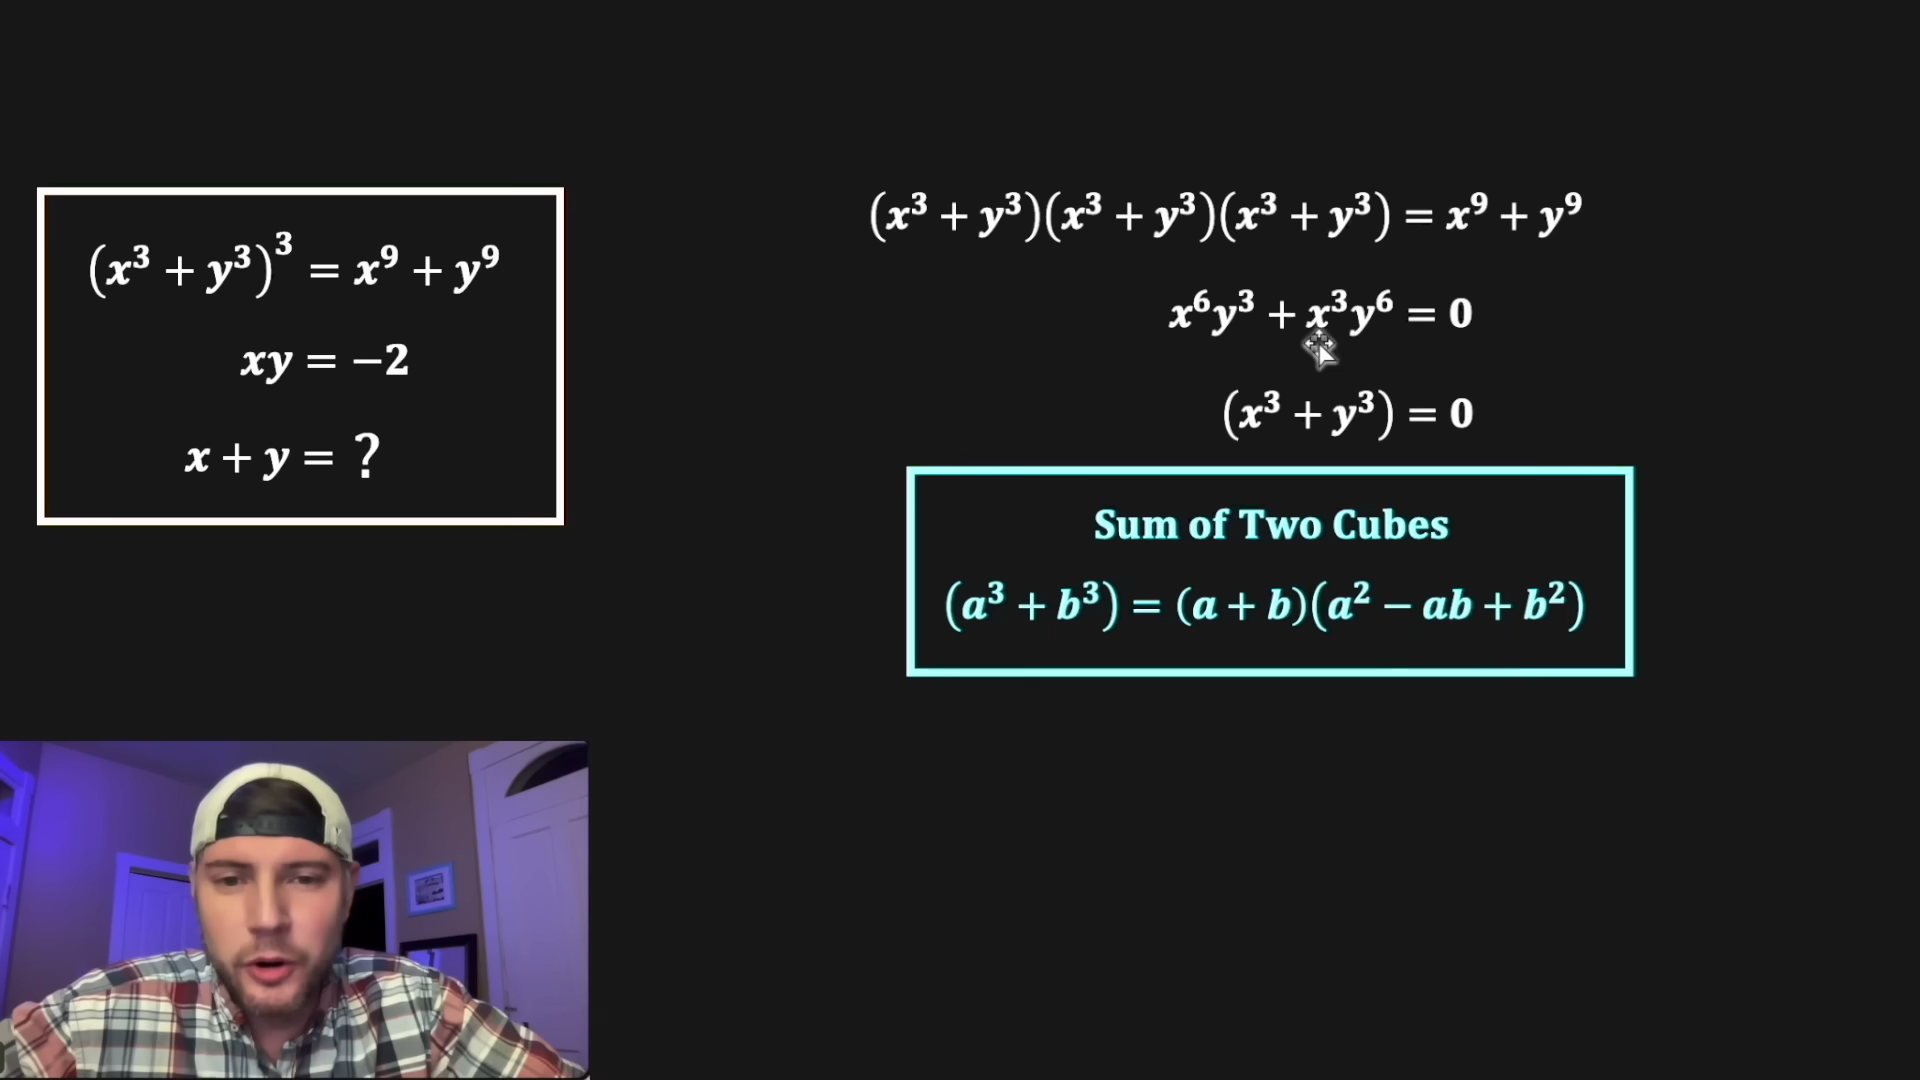 (x³ + y³)³ = x⁹ + y⁹
xy = −2
x + y = ?
(x³ + y³)(x³ + y³)(x³ + y³) = x⁹ + y⁹
x⁶y³ + x³y⁶ = 0
(x³ + y³) = 0
Sum of Two Cubes
(a³ + b³) = (a + b)(a² − ab + b²)